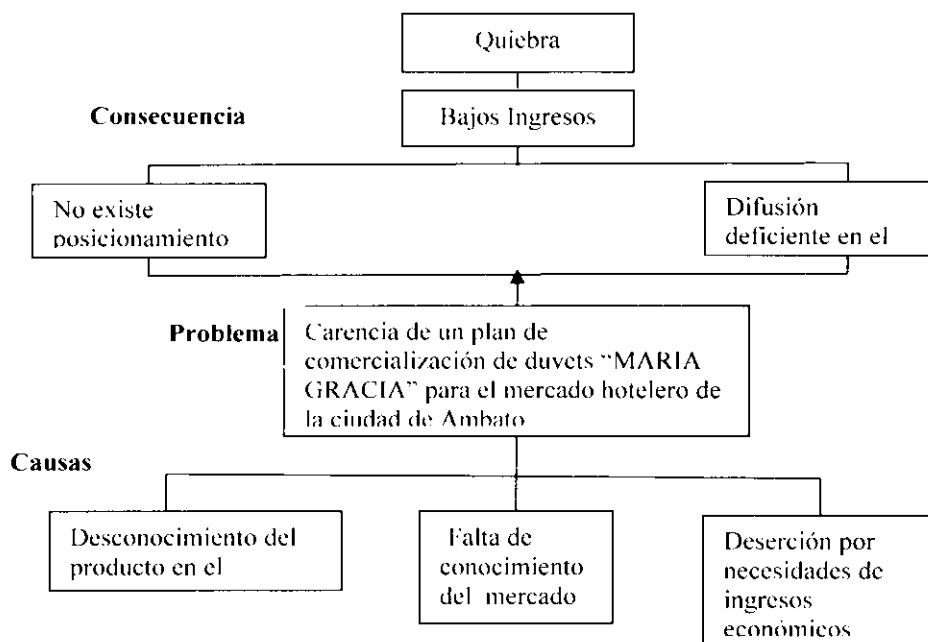 Quiebra
Consecuencia
Bajos Ingresos
No existe
posicionamiento
Difusión
deficiente en el
Problema
Carencia de un plan de
comercialización de duvets “MARIA
GRACIA” para el mercado hotelero de
la ciudad de Ambato
Causas
Desconocimiento del
producto en el
Falta de
conocimiento
del mercado
Deserción por
necesidades de
ingresos
económicos